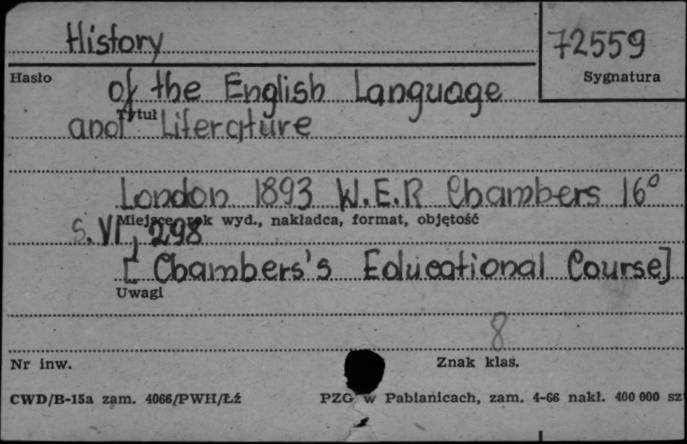 History
72559
Hasło
Sygnatura
of the English Language
Tytuł
and Literature
London 1893 W.E.R Chambers 16°
Miejsce, rok wyd., nakładca, format, objętość
s. VI, 298
[Chambers's Educational Course]
Uwagi
8
Nr inw.
Znak klas.
CWD/B-15a zam. 4066/PWH/Łź
PZG w Pabianicach, zam. 4-66 nakł. 400 000 sz